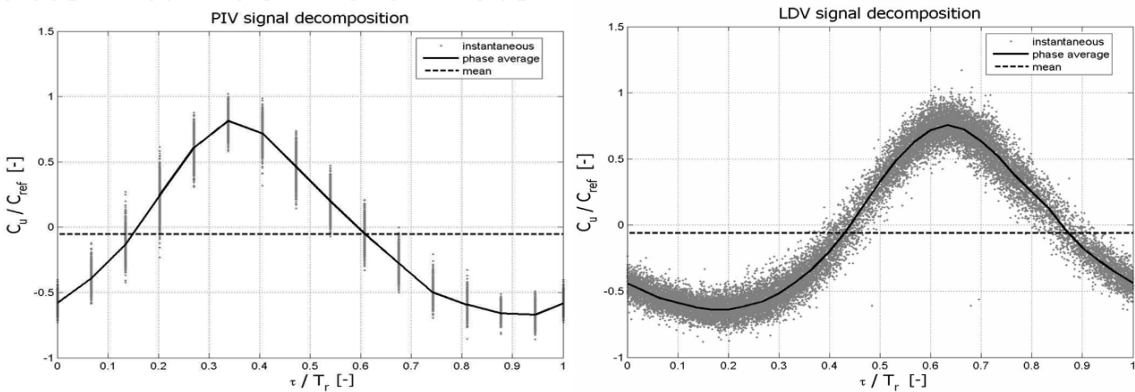 PIV signal decomposition
1.5
1
0.5
0
-0.5
-1
0 0.1 0.2 0.3 0.4 0.5 0.6 0.7 0.8 0.9 1
C_u / C_ref [-]
τ / T_r [-]
instantaneous
phase average
mean
LDV signal decomposition
1.5
1
0.5
0
-0.5
-1
0 0.1 0.2 0.3 0.4 0.5 0.6 0.7 0.8 0.9 1
C_u / C_ref [-]
τ / T_r [-]
instantaneous
phase average
mean